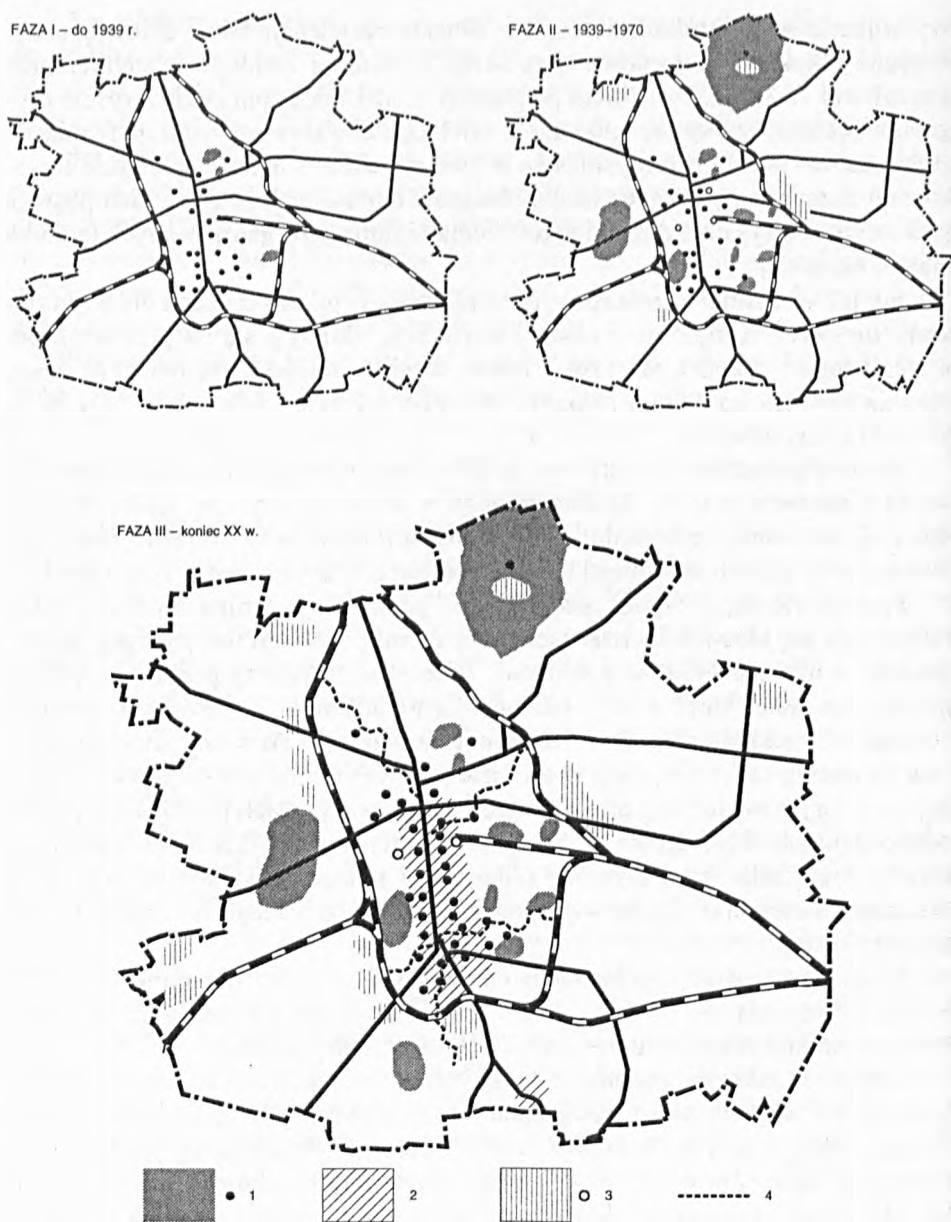 FAZA I – do 1939 r.
FAZA II – 1939-1970
FAZA III – koniec XX w.
1 2 3 4